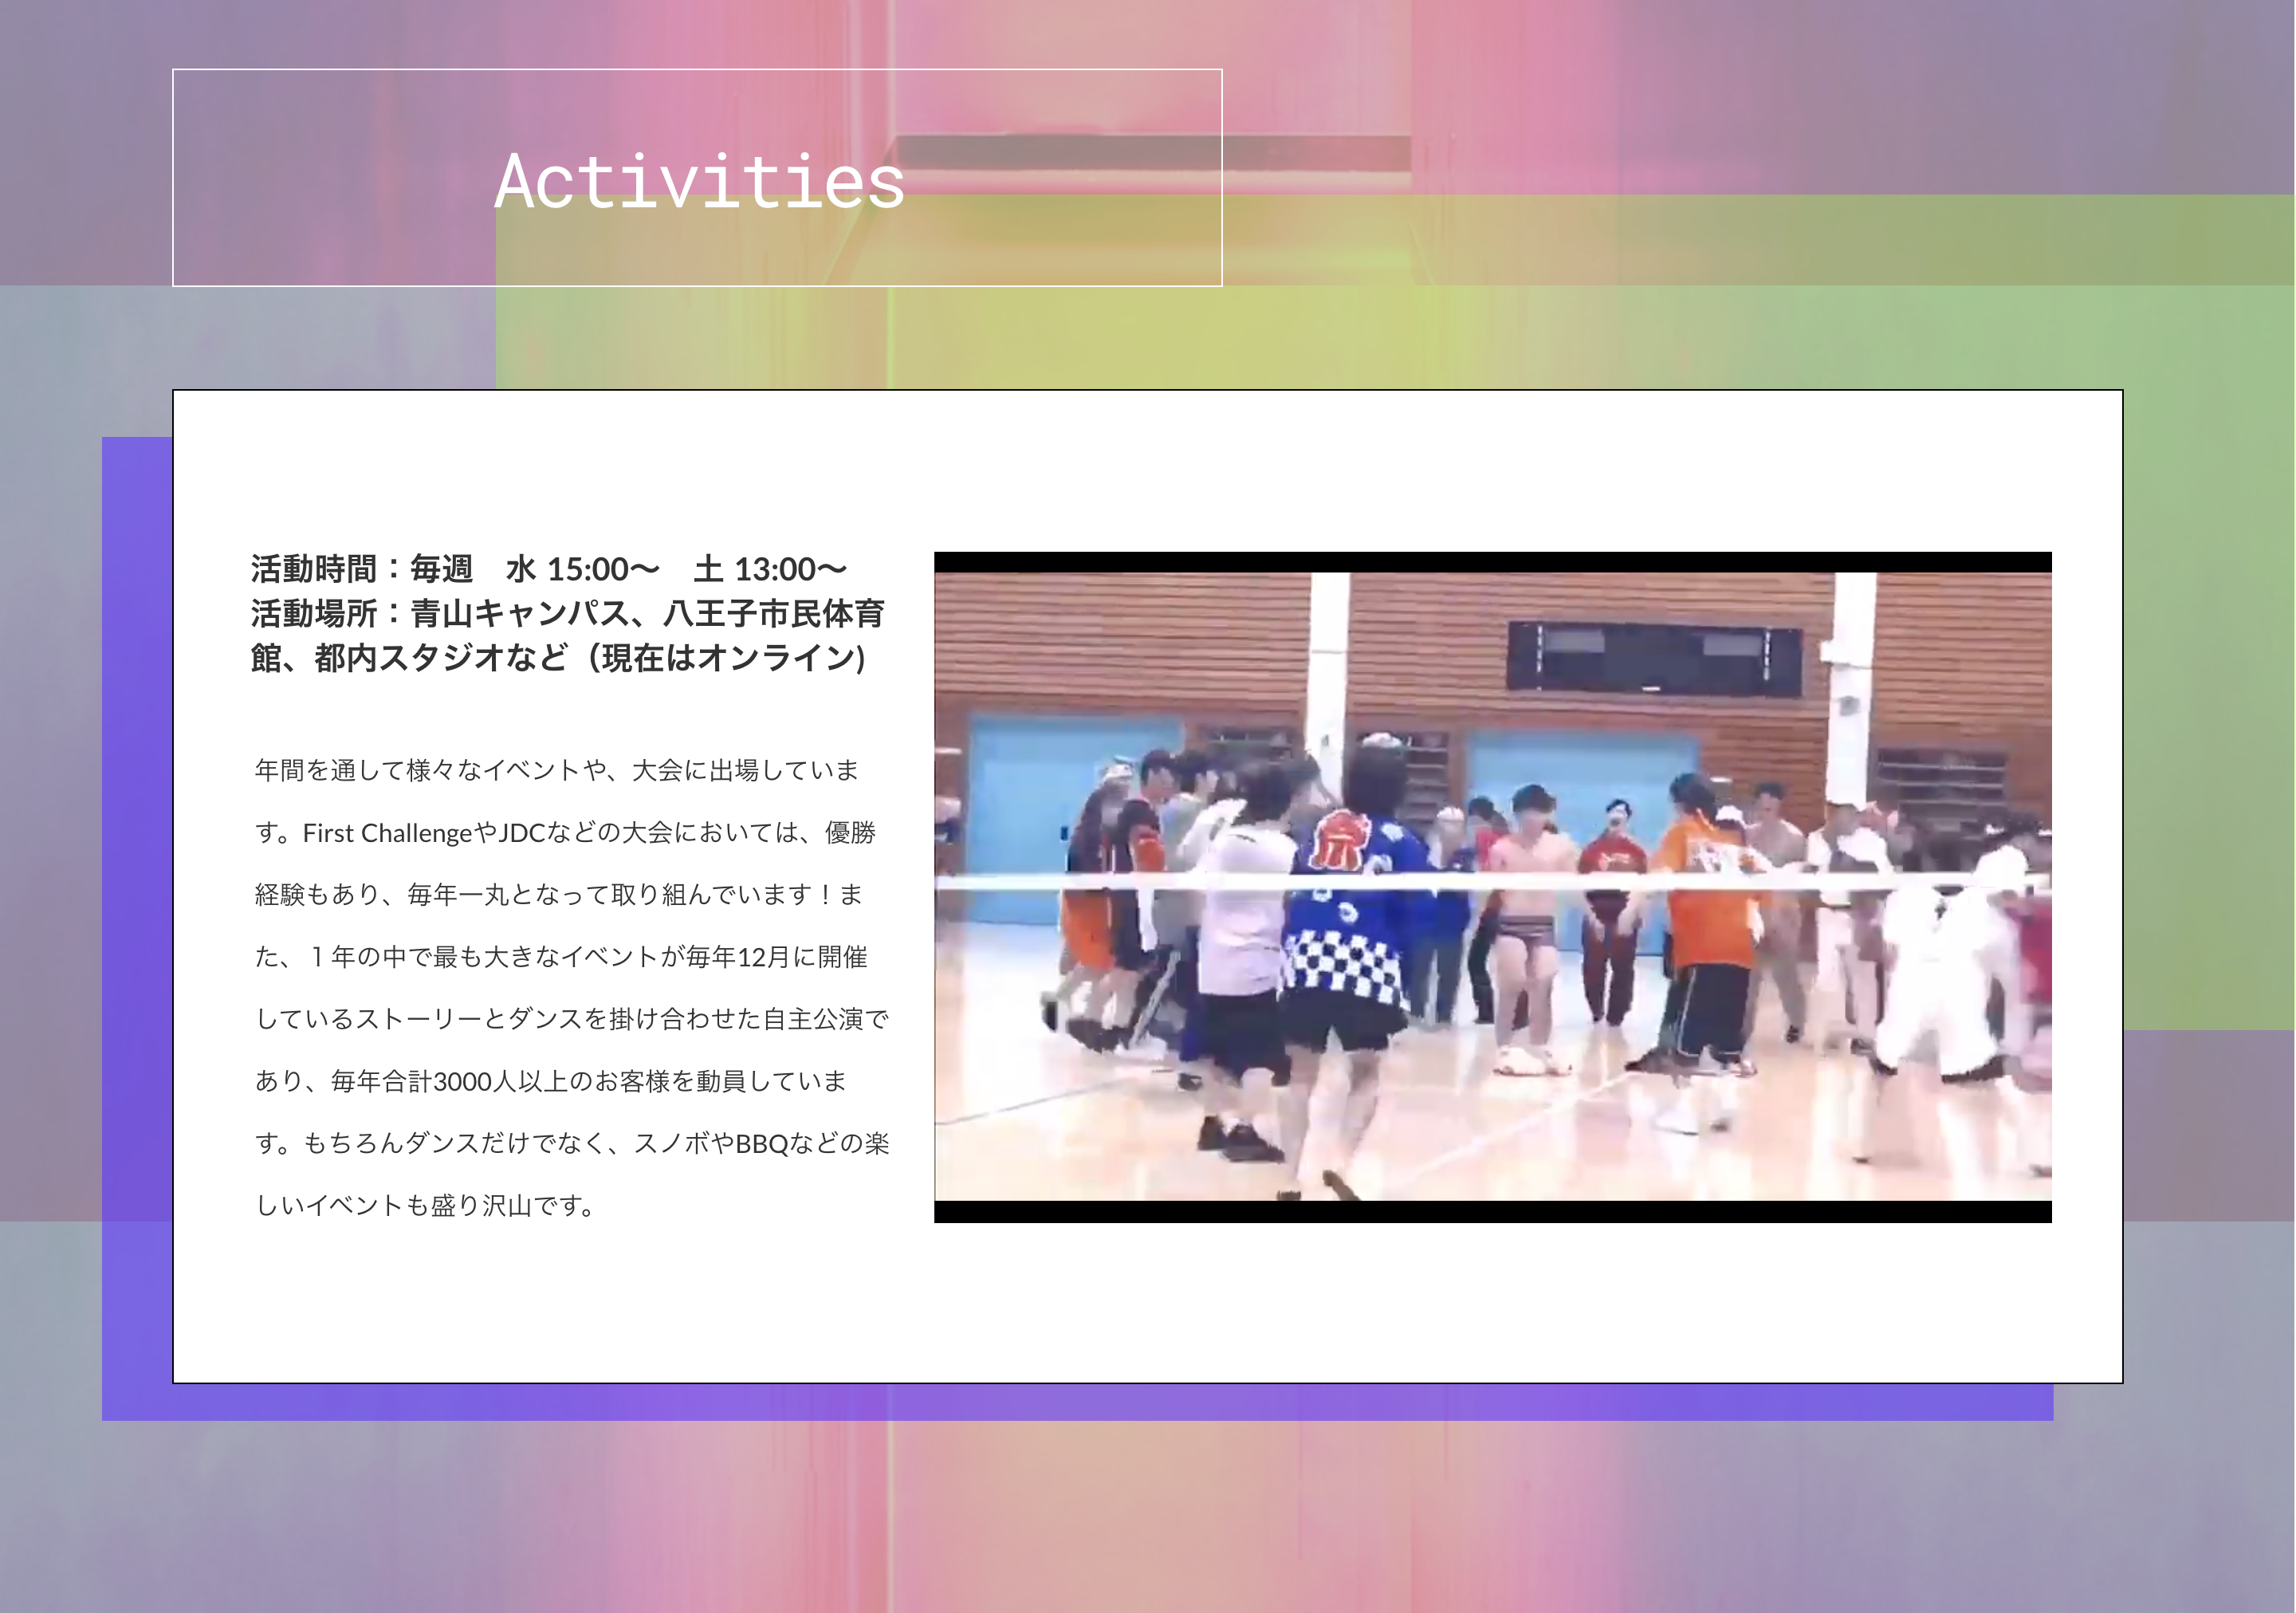 Activities
活動時間：毎週　水 15:00〜　土 13:00〜
活動場所：青山キャンパス、八王子市民体育
館、都内スタジオなど（現在はオンライン)
年間を通して様々なイベントや、大会に出場していま
す。First ChallengeやJDCなどの大会においては、優勝
経験もあり、毎年一丸となって取り組んでいます！ま
た、１年の中で最も大きなイベントが毎年12月に開催
しているストーリーとダンスを掛け合わせた自主公演で
あり、毎年合計3000人以上のお客様を動員していま
す。もちろんダンスだけでなく、スノボやBBQなどの楽
しいイベントも盛り沢山です。